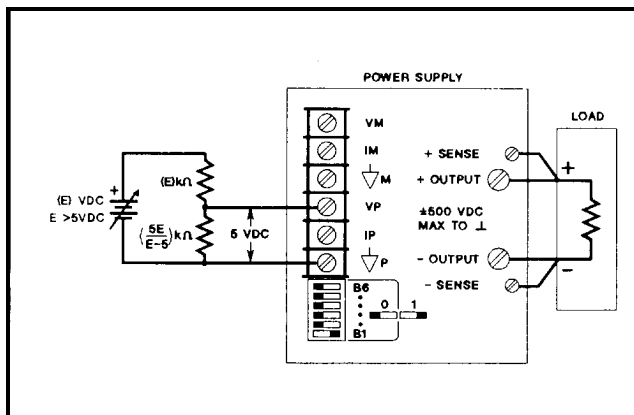 POWER SUPPLY
LOAD
VM
IM
▽M
VP
IP
▽P
+ SENSE
+ OUTPUT
±500 VDC
MAX TO ⊥
- OUTPUT
- SENSE
+
-
+
(E) VDC
E >5VDC
(E)kΩ
(5E/E-5)kΩ
5 VDC
B6
0 1
B1